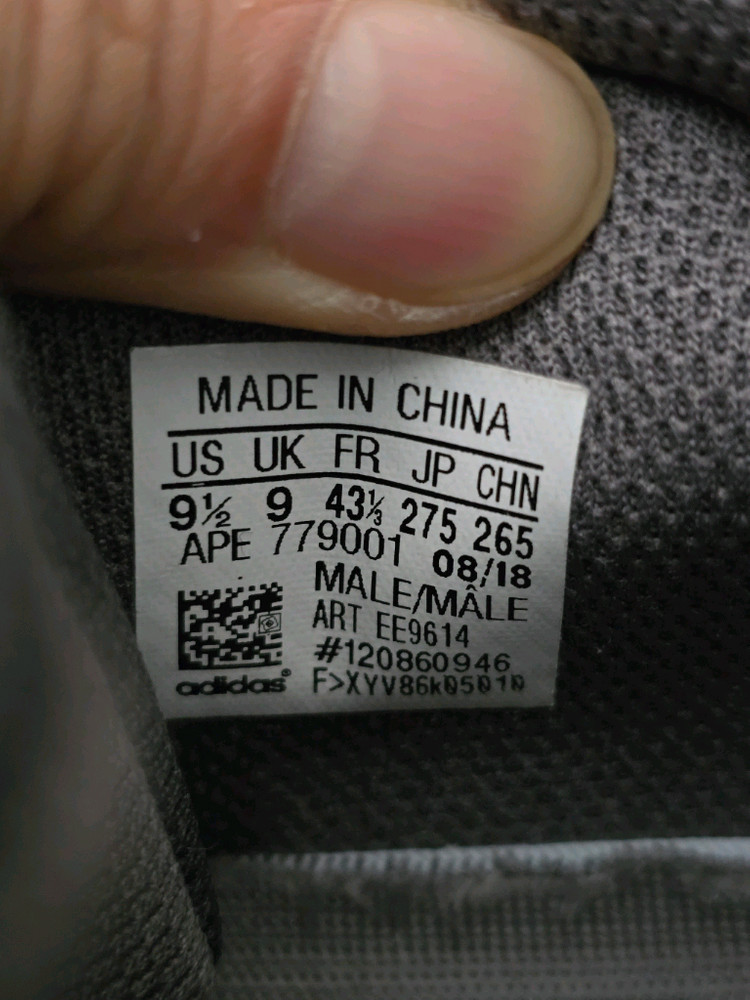 MADE IN CHINA
US UK FR JP CHN
9½ 9 43⅓ 275 265
APE 779001 08/18
MALE/MÂLE
ART EE9614
#120860946
F>XYV86k05010
adidas®